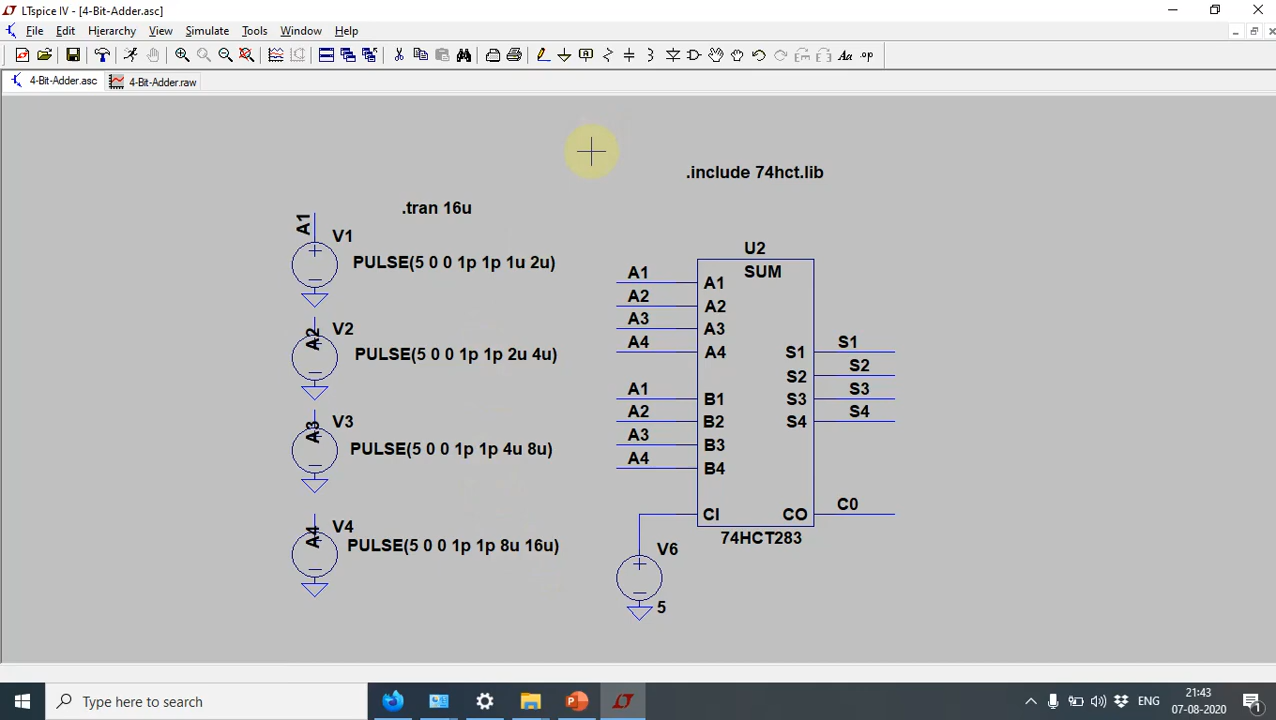 LTspice IV - [4-Bit-Adder.asc]
File Edit Hierarchy View Simulate Tools Window Help
Aa .op
4-Bit-Adder.asc 4-Bit-Adder.raw
.include 74hct.lib
.tran 16u
A1
V1
PULSE(5 0 0 1p 1p 1u 2u)
A2
V2
PULSE(5 0 0 1p 1p 2u 4u)
A3
V3
PULSE(5 0 0 1p 1p 4u 8u)
A4
V4
PULSE(5 0 0 1p 1p 8u 16u)
U2
SUM
A1 A1
A2 A2
A3 A3
A4 A4
S1 S1
S2 S2
S3 S3
S4 S4
A1 B1
A2 B2
A3 B3
A4 B4
CI CO C0
74HCT283
V6
5
Type here to search
ENG
21:43
07-08-2020
1